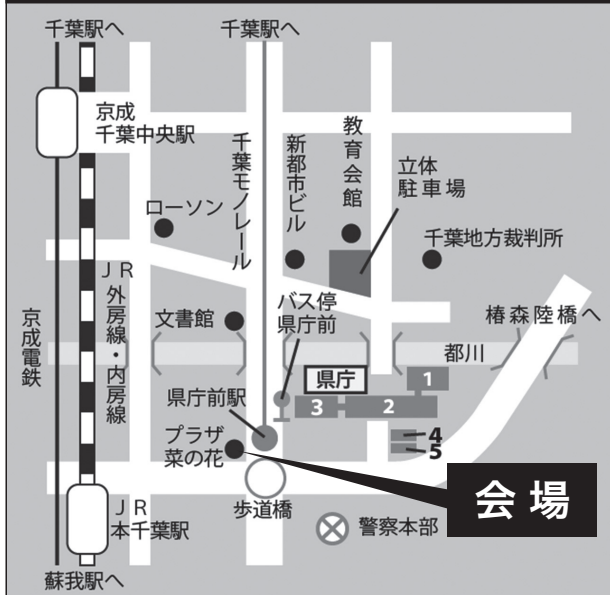 千葉駅へ
千葉駅へ
京成
千葉中央駅
千葉モノレール
新都市ビル
教育会館
立体
駐車場
ローソン
千葉地方裁判所
ＪＲ
外房線・内房線
京成電鉄
文書館
バス停
県庁前
椿森陸橋へ
都川
県庁
1
2
3
県庁前駅
4
5
プラザ
菜の花
会場
歩道橋
ＪＲ
本千葉駅
警察本部
蘇我駅へ